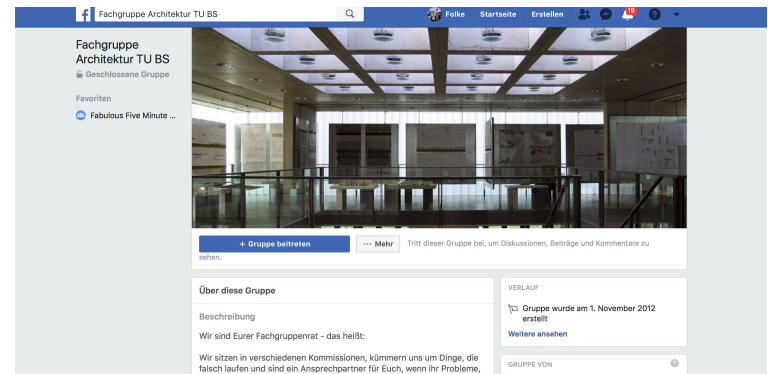 f Fachgruppe Architektur TU BS
Folke Startseite Erstellen 19 ?
Fachgruppe
Architektur TU BS
Geschlossene Gruppe
Favoriten
Fabulous Five Minute ...
+ Gruppe beitreten
··· Mehr
Tritt dieser Gruppe bei, um Diskussionen, Beiträge und Kommentare zu
sehen.
Über diese Gruppe
Beschreibung
Wir sind Eurer Fachgruppenrat - das heißt:
Wir sitzen in verschiedenen Kommissionen, kümmern uns um Dinge, die
falsch laufen und sind ein Ansprechpartner für Euch, wenn ihr Probleme,
VERLAUF
Gruppe wurde am 1. November 2012
erstellt
Weitere ansehen
GRUPPE VON ?